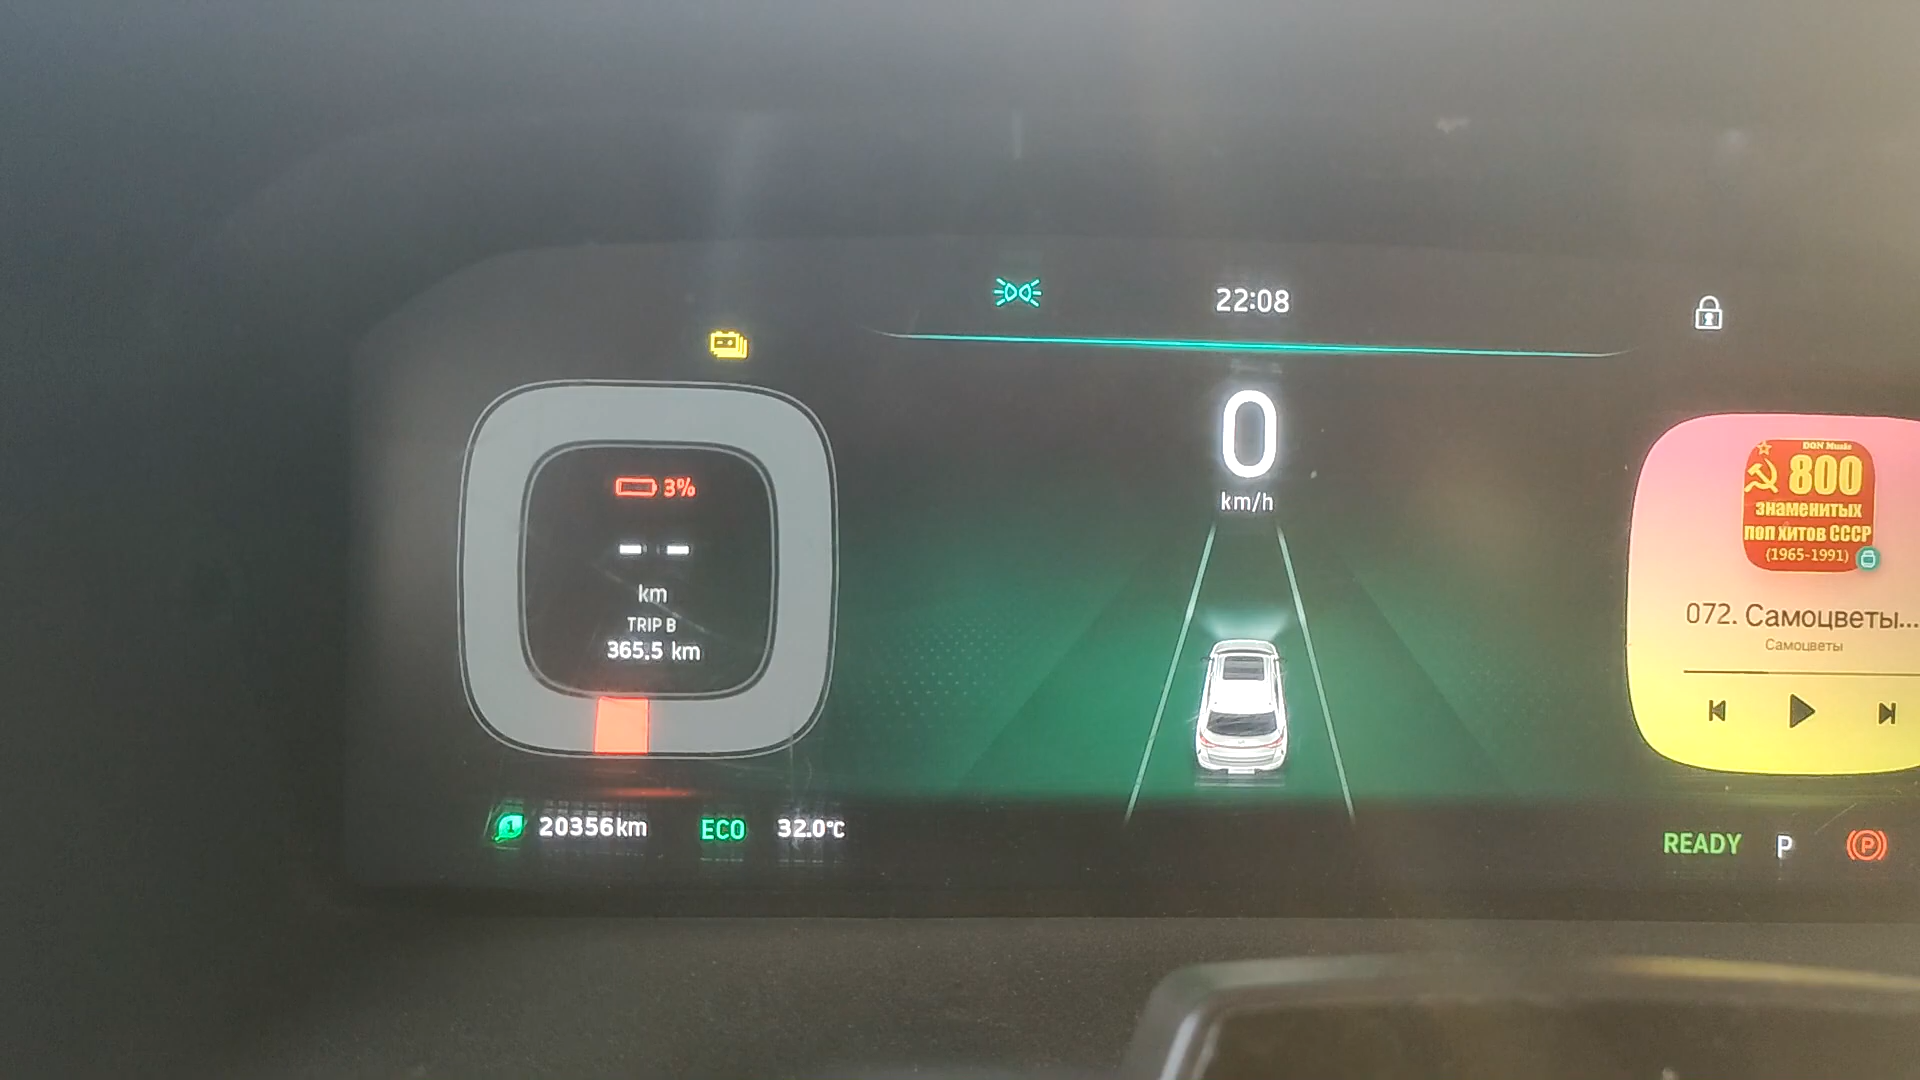 22:08
0
km/h
3%
-- --
km
TRIP B
365.5 km
1
20356km
ECO
32.0°C
DON Music
800
знаменитых
поп хитов СССР
(1965-1991)
072. Самоцветы...
Самоцветы
READY
P
P